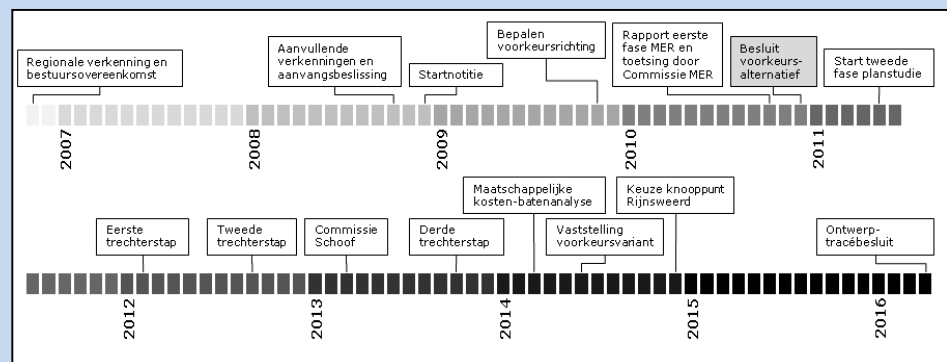 Regionale verkenning en
bestuursovereenkomst
Aanvullende
verkenningen en
aanvangsbeslissing
Startnotitie
Bepalen
voorkeursrichting
Rapport eerste
fase MER en
toetsing door
Commissie MER
Besluit
voorkeurs-
alternatief
Start tweede
fase planstudie
2007
2008
2009
2010
2011
Eerste
trechterstap
Tweede
trechterstap
Commissie
Schoof
Derde
trechterstap
Maatschappelijke
kosten-batenanalyse
Vaststelling
voorkeursvariant
Keuze knooppunt
Rijnsweerd
Ontwerp-
tracébesluit
2012
2013
2014
2015
2016